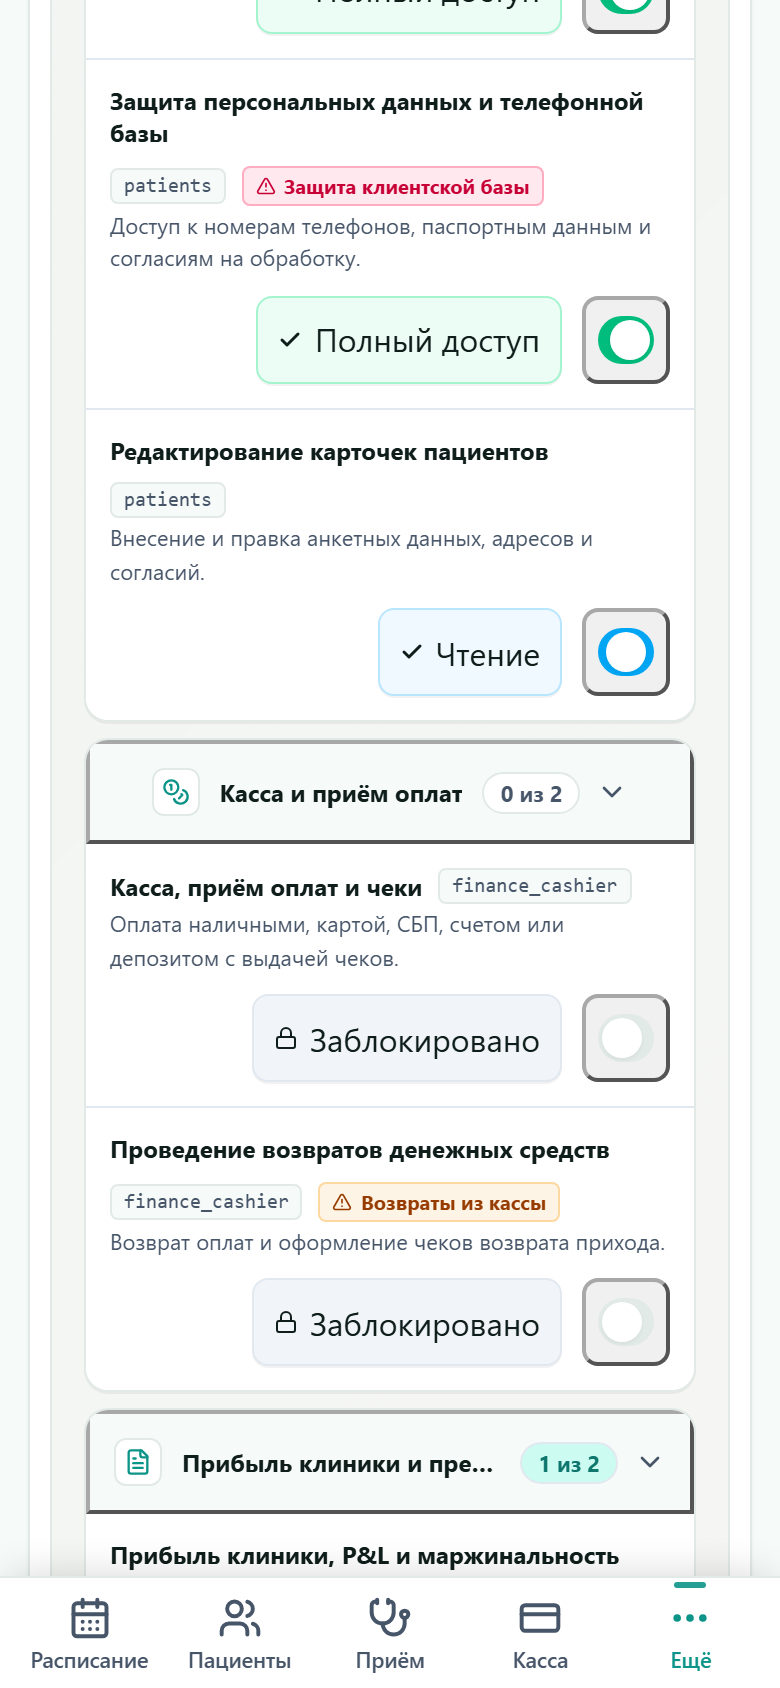 Полный доступ
Защита персональных данных и телефонной
базы
patients
Защита клиентской базы
Доступ к номерам телефонов, паспортным данным и
согласиям на обработку.
Полный доступ
Редактирование карточек пациентов
patients
Внесение и правка анкетных данных, адресов и
согласий.
Чтение
Касса и приём оплат 0 из 2
Касса, приём оплат и чеки finance_cashier
Оплата наличными, картой, СБП, счетом или
депозитом с выдачей чеков.
Заблокировано
Проведение возвратов денежных средств
finance_cashier Возвраты из кассы
Возврат оплат и оформление чеков возврата прихода.
Заблокировано
Прибыль клиники и пре... 1 из 2
Прибыль клиники, P&L и маржинальность
Расписание Пациенты Приём Касса Ещё